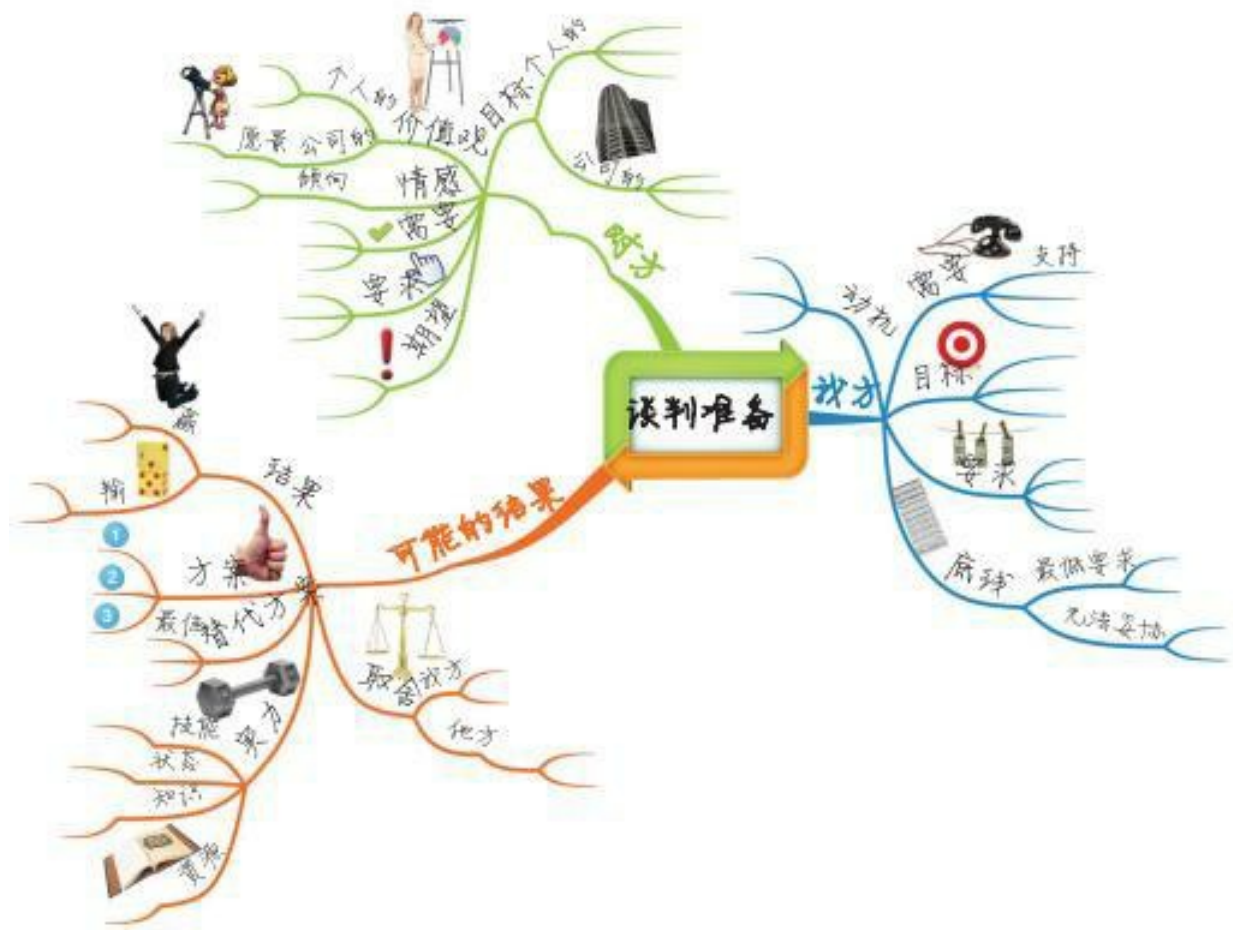 谈判准备
我方
动机
需要
支持
目标
要求
最低要求
无法妥协
可能的结果
取舍
我方
他方
技能
状态
知识
资源
最佳替代方案
方案
1
2
3
结果
输
赢
对方
期望
要求
需要
情感
倾向
价值观
公司的
愿景
个人的
目标
个人的
公司的